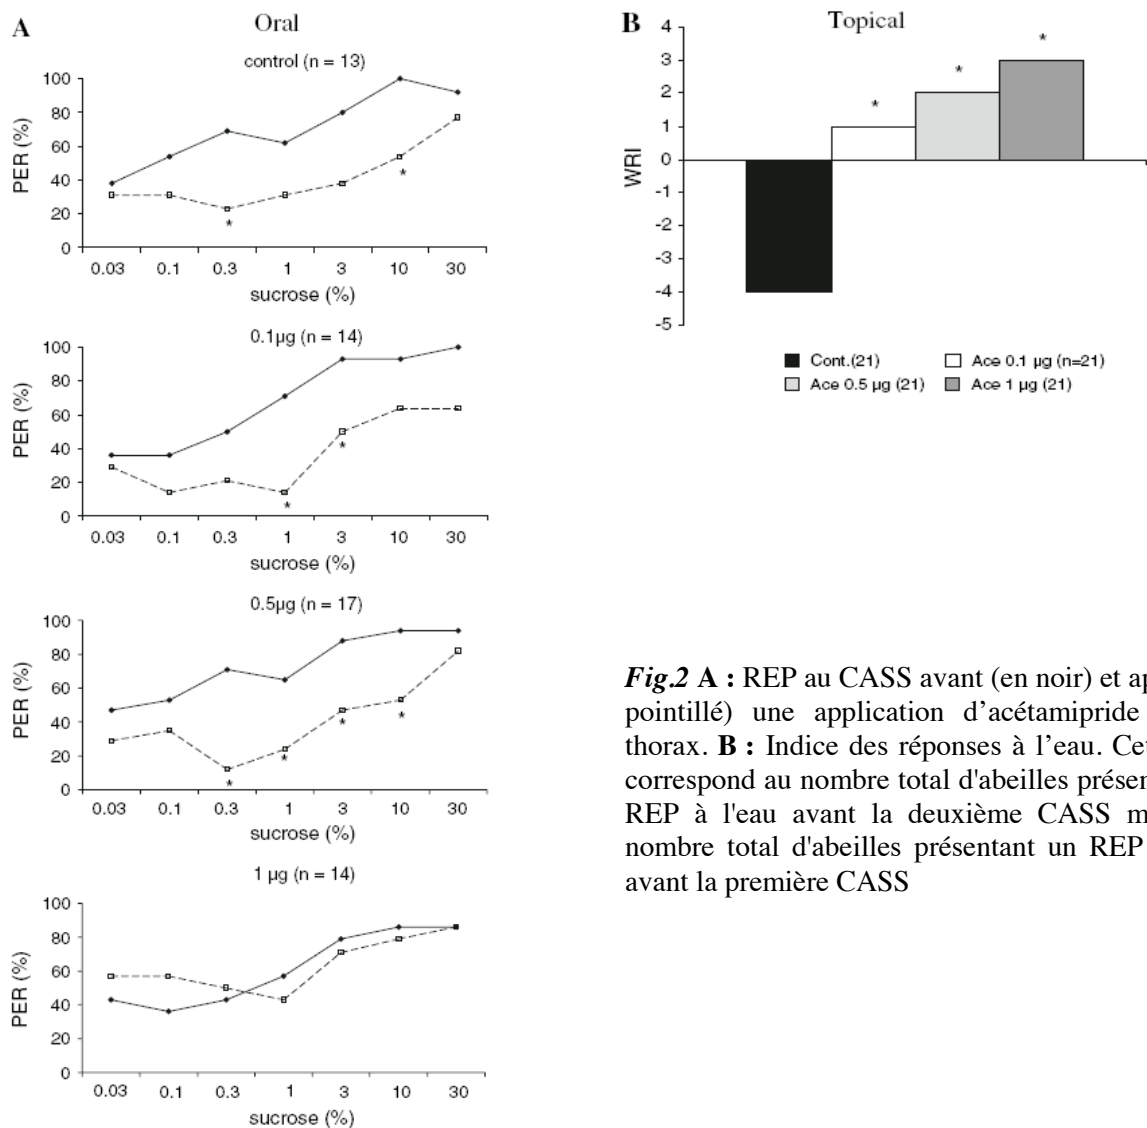 A
Oral
control (n = 13)
PER (%)
100
80
60
40
20
0
*
*
0.03 0.1 0.3 1 3 10 30
sucrose (%)
0.1µg (n = 14)
PER (%)
100
80
60
40
20
0
*
*
0.03 0.1 0.3 1 3 10 30
sucrose (%)
0.5µg (n = 17)
PER (%)
100
80
60
40
20
0
*
*
*
*
0.03 0.1 0.3 1 3 10 30
sucrose (%)
1 µg (n = 14)
PER (%)
100
80
60
40
20
0
0.03 0.1 0.3 1 3 10 30
sucrose (%)
B
Topical
WRI
4
3
2
1
0
-1
-2
-3
-4
-5
*
*
*
Cont.(21) Ace 0.1 µg (n=21)
Ace 0.5 µg (21) Ace 1 µg (21)
Fig.2 A : REP au CASS avant (en noir) et
pointillé) une application d'acétamipride
thorax. B : Indice des réponses à l'eau.
correspond au nombre total d'abeilles
REP à l'eau avant la deuxième CASS
nombre total d'abeilles présentant un REP
avant la première CASS